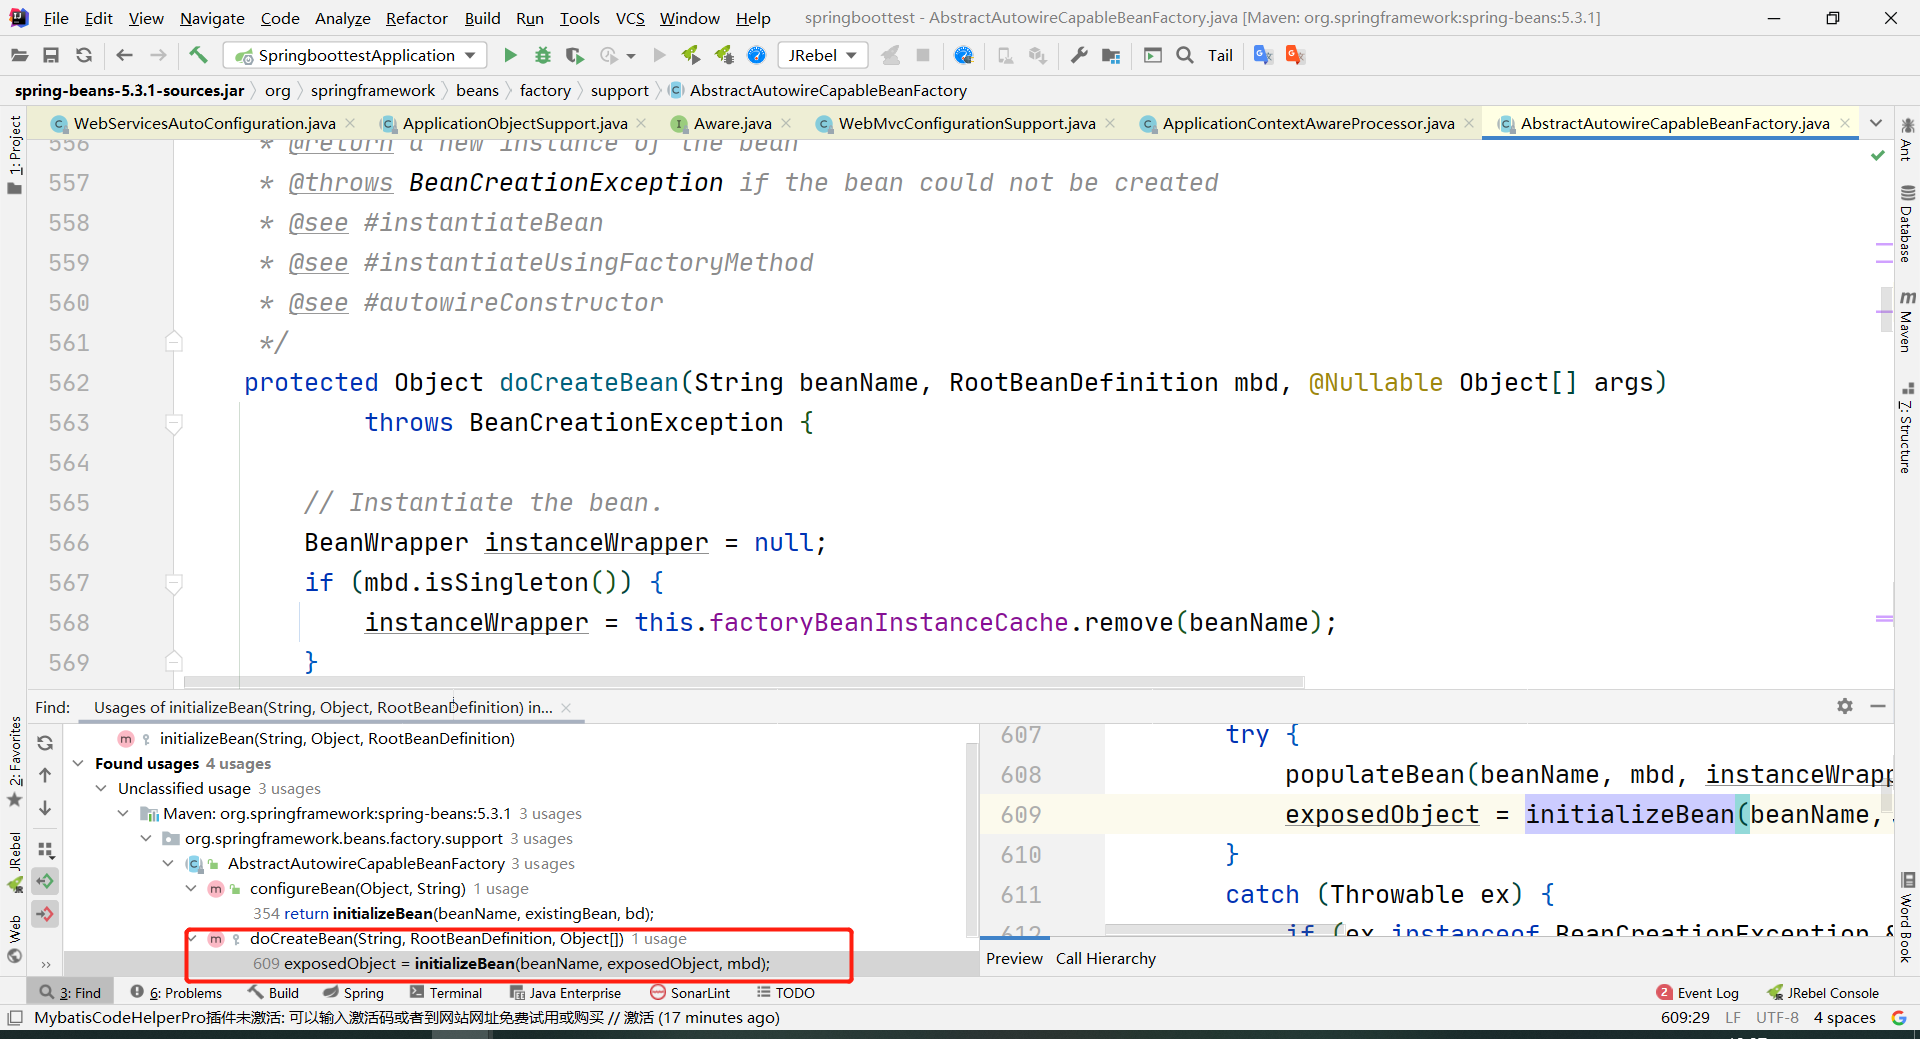 File Edit View Navigate Code Analyze Refactor Build Run Tools VCS Window Help springboottest - AbstractAutowireCapableBeanFactory.java [Maven: org.springframework:spring-beans:5.3.1]
SpringboottestApplication JRebel Tail
spring-beans-5.3.1-sources.jar org springframework beans factory support AbstractAutowireCapableBeanFactory
WebServicesAutoConfiguration.java ApplicationObjectSupport.java Aware.java WebMvcConfigurationSupport.java ApplicationContextAwareProcessor.java AbstractAutowireCapableBeanFactory.java
1: Project
2: Favorites
JRebel
Web
Ant
Database
Maven
7: Structure
Word Book
556 * @return a new instance of the bean
557 * @throws BeanCreationException if the bean could not be created
558 * @see #instantiateBean
559 * @see #instantiateUsingFactoryMethod
560 * @see #autowireConstructor
561 */
562 protected Object doCreateBean(String beanName, RootBeanDefinition mbd, @Nullable Object[] args)
563 throws BeanCreationException {
564
565 // Instantiate the bean.
566 BeanWrapper instanceWrapper = null;
567 if (mbd.isSingleton()) {
568 instanceWrapper = this.factoryBeanInstanceCache.remove(beanName);
569 }
Find: Usages of initializeBean(String, Object, RootBeanDefinition) in...
initializeBean(String, Object, RootBeanDefinition)
Found usages 4 usages
Unclassified usage 3 usages
Maven: org.springframework:spring-beans:5.3.1 3 usages
org.springframework.beans.factory.support 3 usages
AbstractAutowireCapableBeanFactory 3 usages
configureBean(Object, String) 1 usage
354 return initializeBean(beanName, existingBean, bd);
doCreateBean(String, RootBeanDefinition, Object[]) 1 usage
609 exposedObject = initializeBean(beanName, exposedObject, mbd);
607 try {
608 populateBean(beanName, mbd, instanceWrapp
609 exposedObject = initializeBean(beanName,
610 }
611 catch (Throwable ex) {
612 if (ex instanceof BeanCreationException &
Preview Call Hierarchy
3: Find 6: Problems Build Spring Terminal Java Enterprise SonarLint TODO 2 Event Log JRebel Console
MybatisCodeHelperPro插件未激活: 可以输入激活码或者到网站网址免费试用或购买 // 激活 (17 minutes ago) 609:29 LF UTF-8 4 spaces